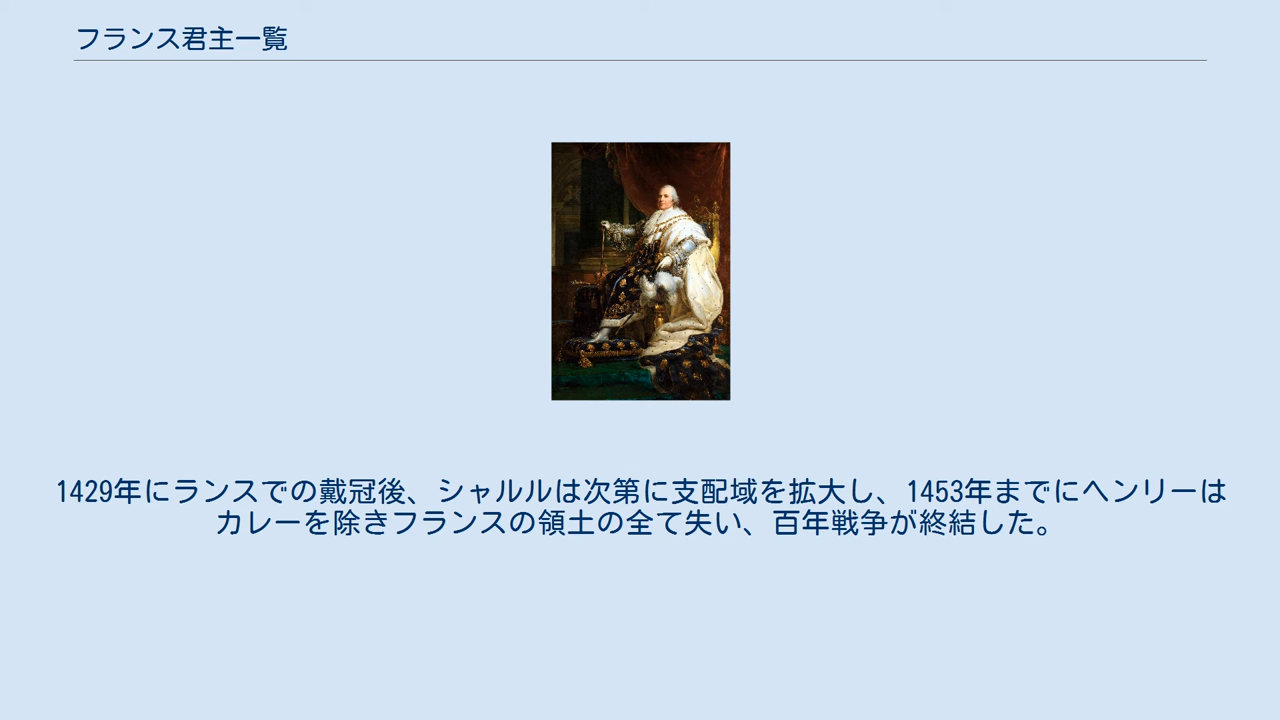 フランス君主一覧
1429年にランスでの戴冠後、シャルルは次第に支配域を拡大し、1453年までにヘンリーは
カレーを除きフランスの領土の全て失い、百年戦争が終結した。